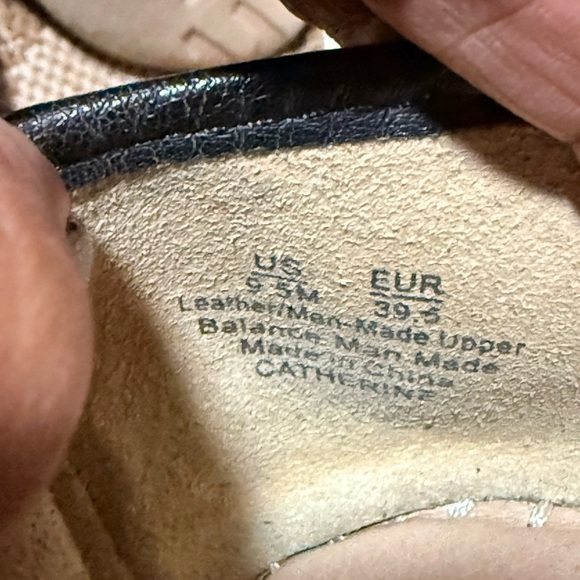 US EUR
9.5M 39.5
Leather/Man-Made Upper
Balance Man Made
Made in China
CATHERINE